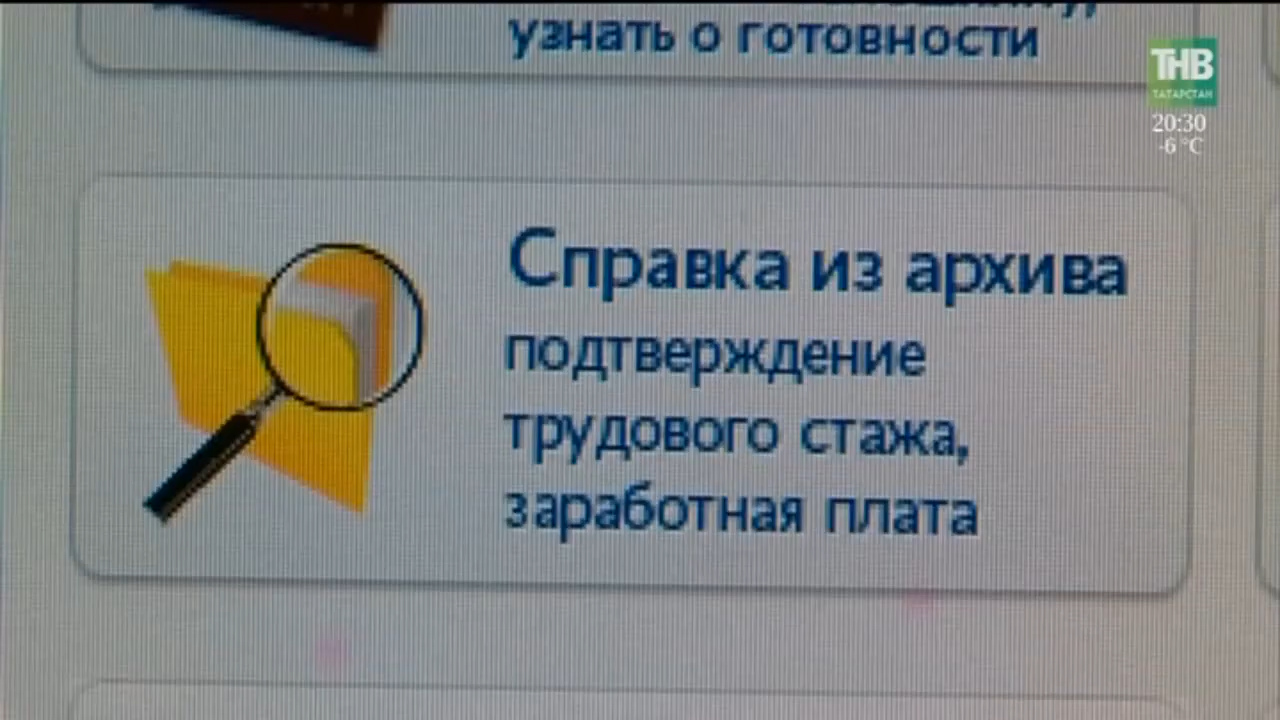 узнать о готовности
ТНВ
ТАТАРСТАН
20:30
-6 °C
Справка из архива
подтверждение
трудового стажа,
заработная плата